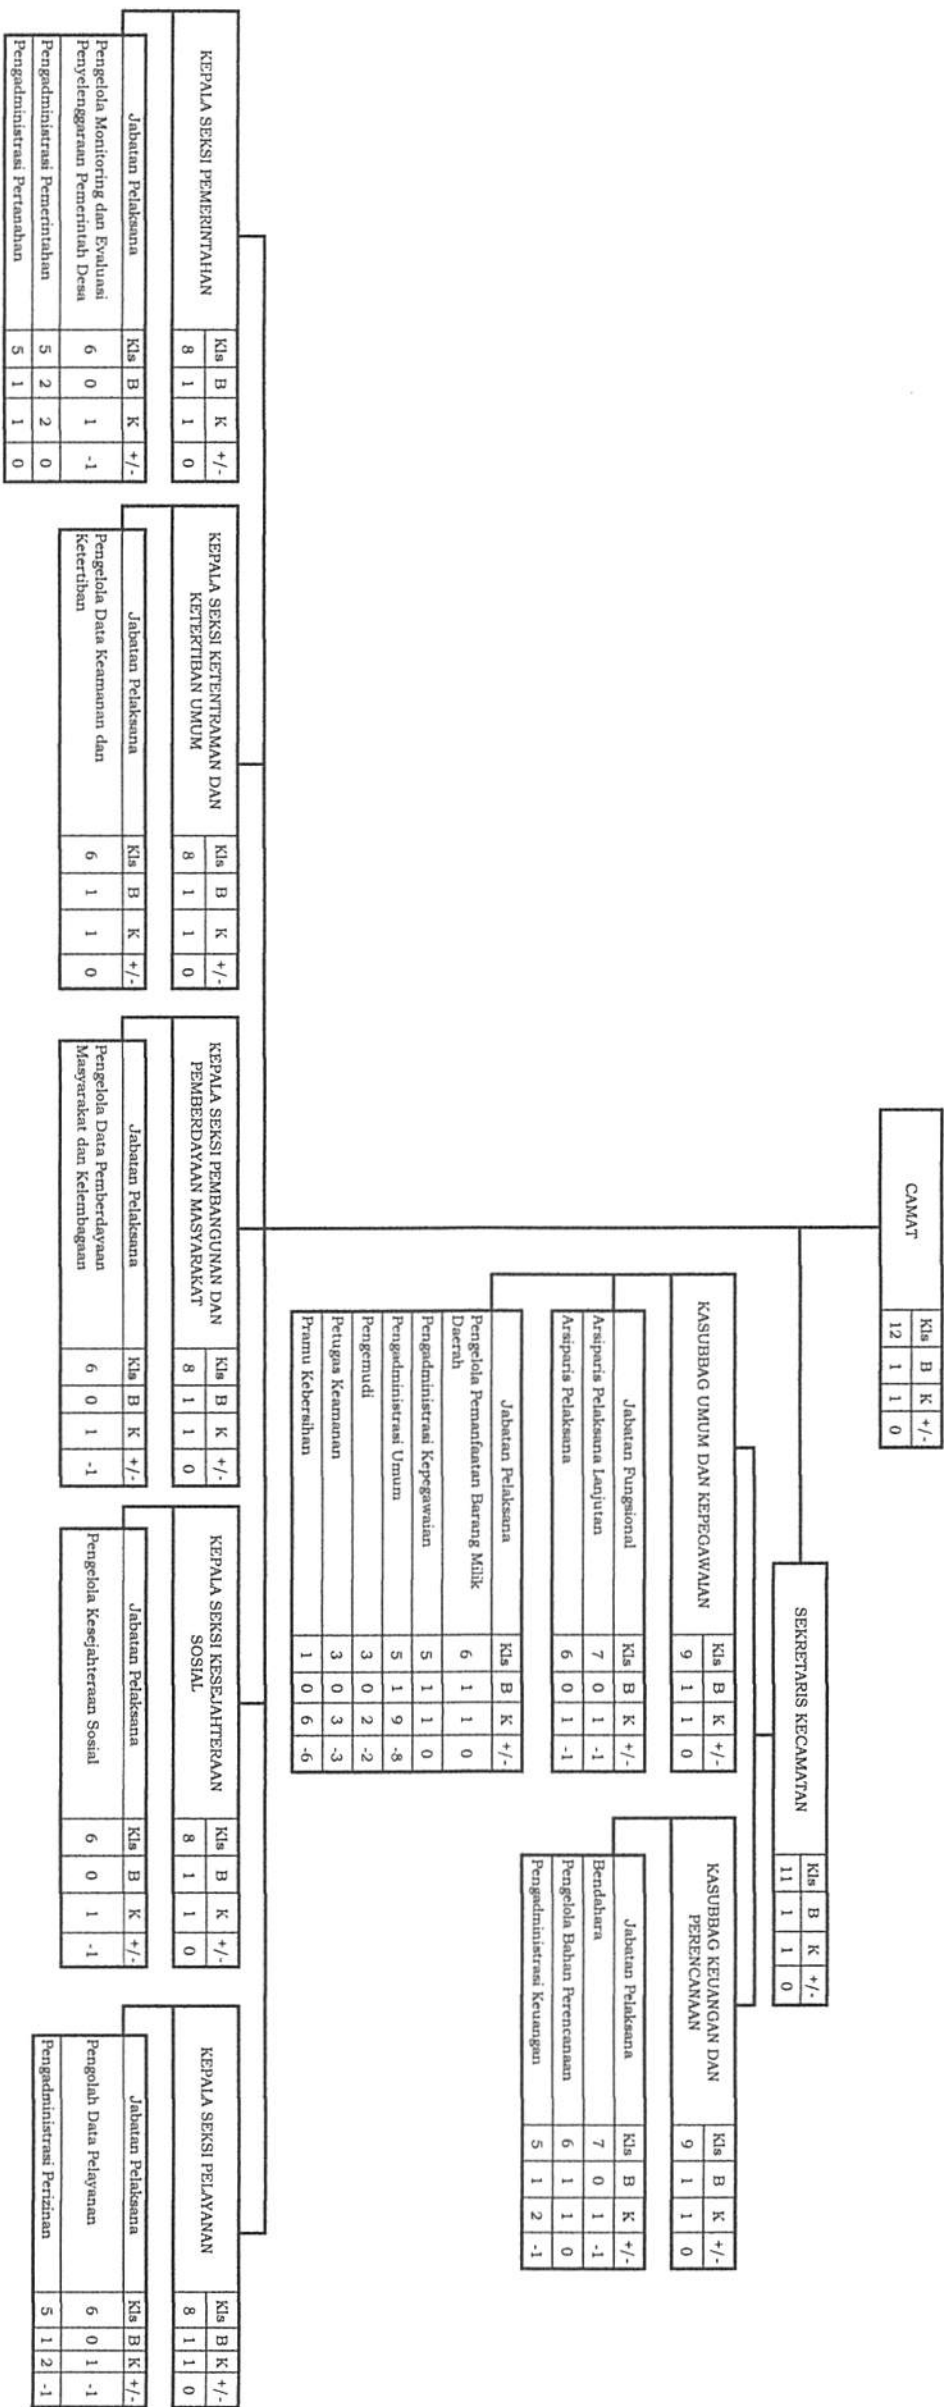 CAMAT
Kls B K +/-
12 1 1 0
SEKRETARIS KECAMATAN
Kls B K +/-
11 1 1 0
KASUBBAG UMUM DAN KEPEGAWAIAN
Kls B K +/-
9 1 1 0
Jabatan Fungsional Kls B K +/-
Arsiparis Pelaksana Lanjutan 7 0 1 -1
Arsiparis Pelaksana 6 0 1 -1
Jabatan Pelaksana Kls B K +/-
Pengelola Pemanfaatan Barang Milik
Daerah 6 1 1 0
Pengadministrasi Kepegawaian 5 1 1 0
Pengadministrasi Umum 5 1 9 -8
Pengemudi 3 0 2 -2
Petugas Keamanan 3 0 3 -3
Pramu Kebersihan 1 0 6 -6
KASUBBAG KEUANGAN DAN
PERENCANAAN
Kls B K +/-
9 1 1 0
Jabatan Pelaksana Kls B K +/-
Bendahara 7 0 1 -1
Pengelola Bahan Perencanaan 6 1 1 0
Pengadministrasi Keuangan 5 1 2 -1
KEPALA SEKSI PEMERINTAHAN
Kls B K +/-
8 1 1 0
Jabatan Pelaksana Kls B K +/-
Pengelola Monitoring dan Evaluasi
Penyelenggaraan Pemerintah Desa 6 0 1 -1
Pengadministrasi Pemerintahan 5 2 2 0
Pengadministrasi Pertanahan 5 1 1 0
KEPALA SEKSI KETENTRAMAN DAN
KETERTIBAN UMUM
Kls B K +/-
8 1 1 0
Jabatan Pelaksana Kls B K +/-
Pengelola Data Keamanan dan
Ketertiban 6 1 1 0
KEPALA SEKSI PEMBANGUNAN DAN
PEMBERDAYAAN MASYARAKAT
Kls B K +/-
8 1 1 0
Jabatan Pelaksana Kls B K +/-
Pengelola Data Pemberdayaan
Masyarakat dan Kelembagaan 6 0 1 -1
KEPALA SEKSI KESEJAHTERAAN
SOSIAL
Kls B K +/-
8 1 1 0
Jabatan Pelaksana Kls B K +/-
Pengelola Kesejahteraan Sosial 6 0 1 -1
KEPALA SEKSI PELAYANAN
Kls B K +/-
8 1 1 0
Jabatan Pelaksana Kls B K +/-
Pengolah Data Pelayanan 6 0 1 -1
Pengadministrasi Perizinan 5 1 2 -1